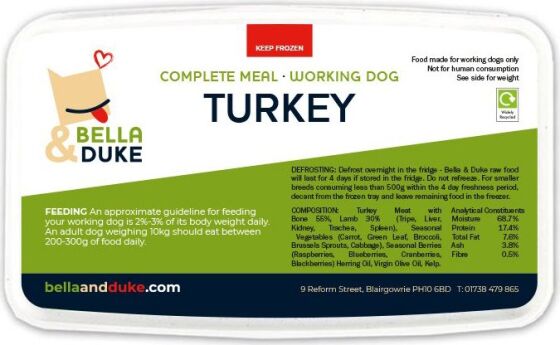 KEEP FROZEN
Food made for working dogs only
Not for human consumption
See side for weight
COMPLETE MEAL · WORKING DOG
TURKEY
Widely
Recycled
BELLA
& DUKE
DEFROSTING: Defrost overnight in the fridge - Bella & Duke raw food
will last for 4 days if stored in the fridge. Do not refreeze. For smaller
breeds consuming less than 500g within the 4 day freshness period,
decant from the frozen tray and leave remaining food in the freezer.
FEEDING An approximate guideline for feeding
your working dog is 2%-3% of its body weight daily.
An adult dog weighing 10kg should eat between
200-300g of food daily.
COMPOSITION: Turkey Meat with
Bone 55%, Lamb 30% (Tripe, Liver,
Kidney, Trachea, Spleen), Seasonal
Vegetables (Carrot, Green Leaf, Broccoli,
Brussels Sprouts, Cabbage), Seasonal Berries
(Raspberries, Blueberries, Cranberries,
Blackberries) Herring Oil, Virgin Olive Oil, Kelp.
Analytical Constituents
Moisture 68.7%
Protein 17.4%
Total Fat 7.6%
Ash 3.8%
Fibre 0.5%
bellaandduke.com
9 Reform Street, Blairgowrie PH10 6BD T: 01738 479 865